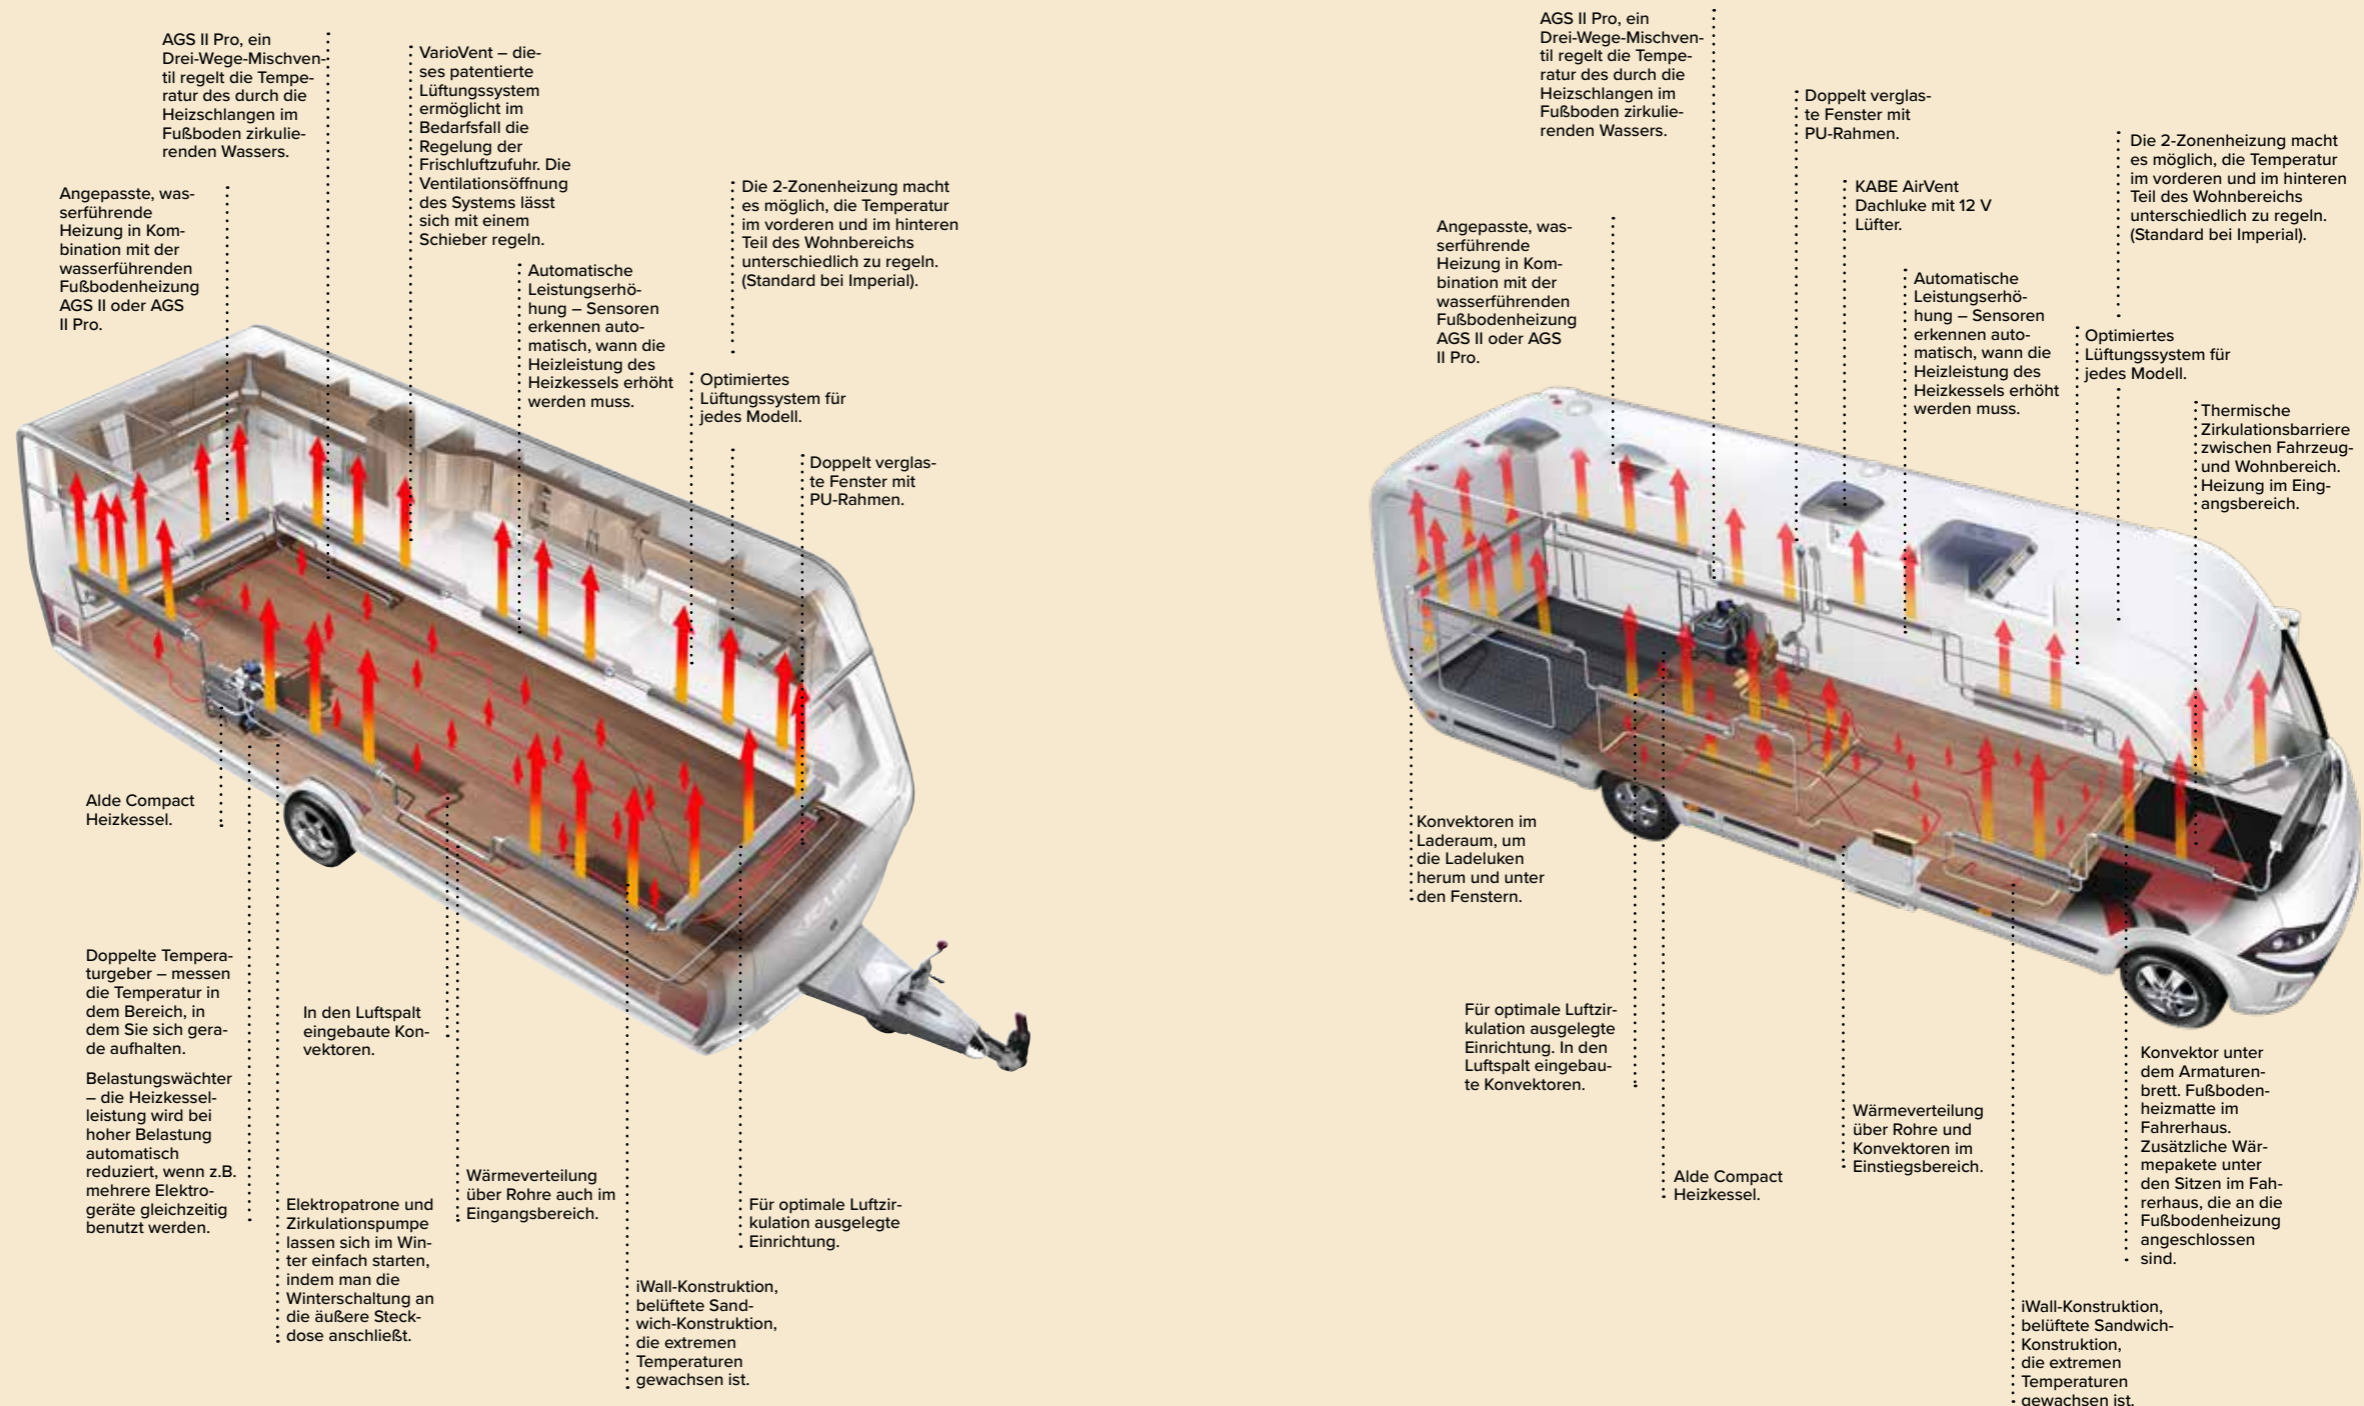 AGS II Pro, ein
Drei-Wege-Mischven-
til regelt die Tempe-
ratur des durch die
Heizschlangen im
Fußboden zirkulie-
renden Wassers.
VarioVent – die-
ses patentierte
Lüftungssystem
ermöglicht im
Bedarfsfall die
Regelung der
Frischluftzufuhr. Die
Ventilationsöffnung
des Systems lässt
sich mit einem
Schieber regeln.
Angepasste, was-
serführende
Heizung in Kom-
bination mit der
wasserführenden
Fußbodenheizung
AGS II oder AGS
II Pro.
Die 2-Zonenheizung macht
es möglich, die Temperatur
im vorderen und im hinteren
Teil des Wohnbereichs
unterschiedlich zu regeln.
(Standard bei Imperial).
Automatische
Leistungserhö-
hung – Sensoren
erkennen auto-
matisch, wann die
Heizleistung des
Heizkessels erhöht
werden muss.
Optimiertes
Lüftungssystem für
jedes Modell.
Doppelt verglas-
te Fenster mit
PU-Rahmen.
KABE
Alde Compact
Heizkessel.
Doppelte Tempera-
turgeber – messen
die Temperatur in
dem Bereich, in
dem Sie sich gera-
de aufhalten.
In den Luftspalt
eingebaute Kon-
vektoren.
Belastungswächter
– die Heizkessel-
leistung wird bei
hoher Belastung
automatisch
reduziert, wenn z.B.
mehrere Elektro-
geräte gleichzeitig
benutzt werden.
Elektropatrone und
Zirkulationspumpe
lassen sich im Win-
ter einfach starten,
indem man die
Winterschaltung an
die äußere Steck-
dose anschließt.
Wärmeverteilung
über Rohre auch im
Eingangsbereich.
Für optimale Luftzir-
kulation ausgelegte
Einrichtung.
iWall-Konstruktion,
belüftete Sand-
wich-Konstruktion,
die extremen
Temperaturen
gewachsen ist.
AGS II Pro, ein
Drei-Wege-Mischven-
til regelt die Tempe-
ratur des durch die
Heizschlangen im
Fußboden zirkulie-
renden Wassers.
Doppelt verglas-
te Fenster mit
PU-Rahmen.
Die 2-Zonenheizung macht
es möglich, die Temperatur
im vorderen und im hinteren
Teil des Wohnbereichs
unterschiedlich zu regeln.
(Standard bei Imperial).
KABE AirVent
Dachluke mit 12 V
Lüfter.
Angepasste, was-
serführende
Heizung in Kom-
bination mit der
wasserführenden
Fußbodenheizung
AGS II oder AGS
II Pro.
Automatische
Leistungserhö-
hung – Sensoren
erkennen auto-
matisch, wann die
Heizleistung des
Heizkessels erhöht
werden muss.
Optimiertes
Lüftungssystem für
jedes Modell.
Thermische
Zirkulationsbarriere
zwischen Fahrzeug-
und Wohnbereich.
Heizung im Eing-
angsbereich.
Konvektoren im
Laderaum, um
die Ladeluken
herum und unter
den Fenstern.
Für optimale Luftzir-
kulation ausgelegte
Einrichtung. In den
Luftspalt eingebau-
te Konvektoren.
Alde Compact
Heizkessel.
Wärmeverteilung
über Rohre und
Konvektoren im
Einstiegsbereich.
Konvektor unter
dem Armaturen-
brett. Fußboden-
heizmatte im
Fahrerhaus.
Zusätzliche Wär-
mepakete unter
den Sitzen im Fah-
rerhaus, die an die
Fußbodenheizung
angeschlossen
sind.
iWall-Konstruktion,
belüftete Sandwich-
Konstruktion,
die extremen
Temperaturen
gewachsen ist.